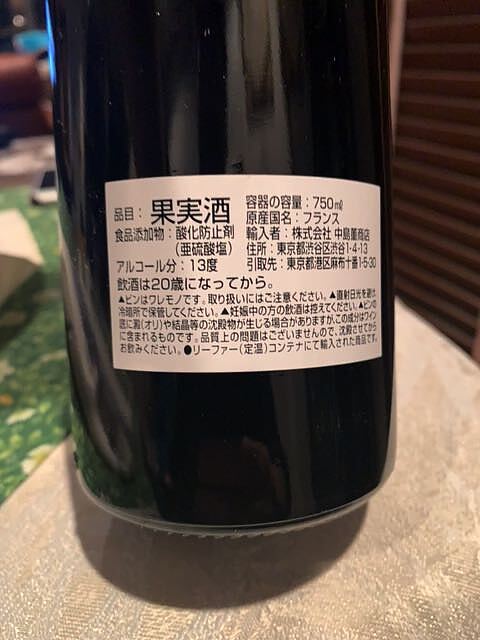 品目：果実酒
食品添加物：酸化防止剤
（亜硫酸塩）
アルコール分：13度
容器の容量：750㎖
原産国名：フランス
輸入者：株式会社 中島董商店
住所：東京都渋谷区渋谷1-4-13
引取先：東京都港区麻布十番1-5-30
飲酒は20歳になってから。
▲ビンはワレモノです。取り扱いにはご注意ください。▲直射日光を避け
冷暗所で保管してください。▲妊娠中の方の飲酒は控えてください。▲ビンの
底に澱（オリ）や結晶等の沈殿物が生じる場合がありますが、この成分はワイン
に含まれるものです。品質上の問題はございませんので、沈殿させてから
お飲みください。●リーファー（定温）コンテナにて輸入された商品です。